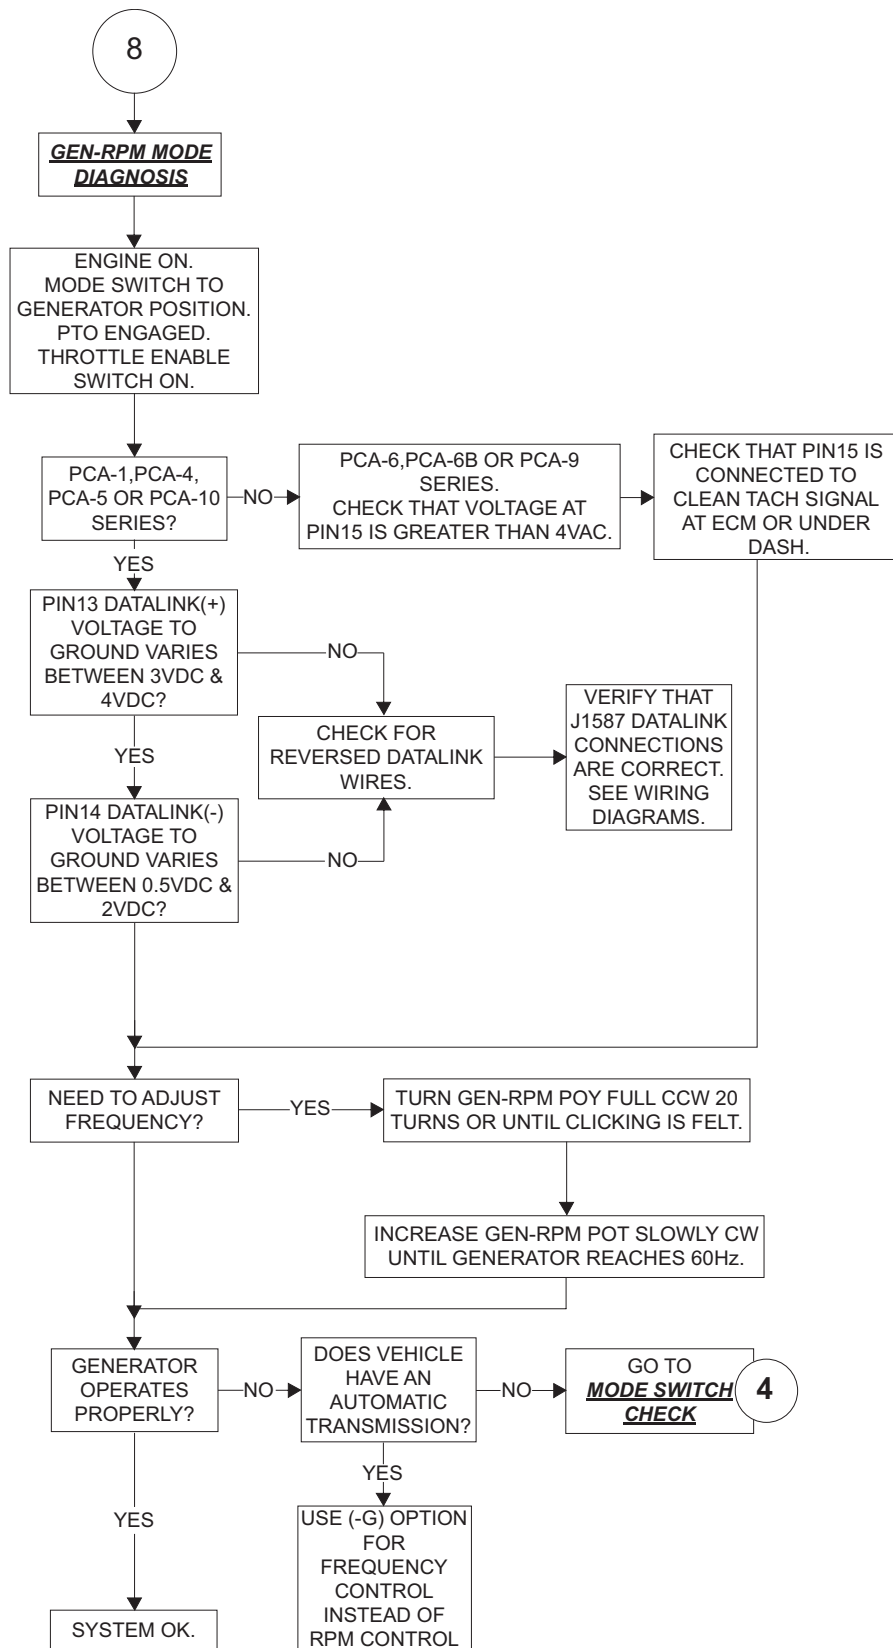 8
GEN-RPM MODE
DIAGNOSIS
ENGINE ON.
MODE SWITCH TO
GENERATOR POSITION.
PTO ENGAGED.
THROTTLE ENABLE
SWITCH ON.
PCA-1,PCA-4,
PCA-5 OR PCA-10
SERIES?
NO
PCA-6,PCA-6B OR PCA-9
SERIES.
CHECK THAT VOLTAGE AT
PIN15 IS GREATER THAN 4VAC.
CHECK THAT PIN15 IS
CONNECTED TO
CLEAN TACH SIGNAL
AT ECM OR UNDER
DASH.
YES
PIN13 DATALINK(+)
VOLTAGE TO
GROUND VARIES
BETWEEN 3VDC &
4VDC?
NO
YES
CHECK FOR
REVERSED DATALINK
WIRES.
VERIFY THAT
J1587 DATALINK
CONNECTIONS
ARE CORRECT.
SEE WIRING
DIAGRAMS.
PIN14 DATALINK(-)
VOLTAGE TO
GROUND VARIES
BETWEEN 0.5VDC &
2VDC?
NO
NEED TO ADJUST
FREQUENCY?
YES
TURN GEN-RPM POY FULL CCW 20
TURNS OR UNTIL CLICKING IS FELT.
INCREASE GEN-RPM POT SLOWLY CW
UNTIL GENERATOR REACHES 60Hz.
GENERATOR
OPERATES
PROPERLY?
NO
DOES VEHICLE
HAVE AN
AUTOMATIC
TRANSMISSION?
NO
GO TO
MODE SWITCH
CHECK
4
YES
YES
USE (-G) OPTION
FOR
FREQUENCY
CONTROL
INSTEAD OF
RPM CONTROL
SYSTEM OK.